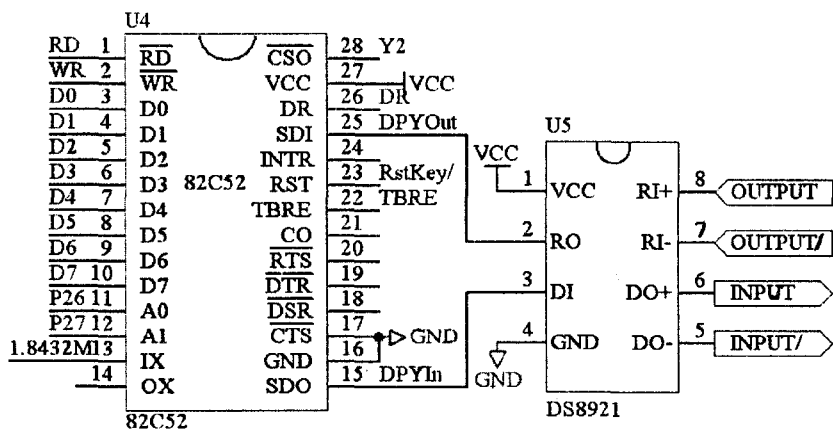 U4
RD 1 RD CSO 28 Y2
WR 2 WR VCC 27 VCC
D0 3 D0 DR 26 DR
D1 4 D1 SDI 25 DPYOut
D2 5 D2 INTR 24
D3 6 D3 82C52 RST 23 RstKey/
D4 7 D4 TBRE 22 TBRE
D5 8 D5 CO 21
D6 9 D6 RTS 20
D7 10 D7 DTR 19
P26 11 A0 DSR 18
P27 12 A1 CTS 17 GND
1.8432M 13 IX GND 16
14 OX SDO 15 DPYIn
82C52
U5
VCC
1 VCC RI+ 8 OUTPUT
2 RO RI- 7 OUTPUT/
3 DI DO+ 6 INPUT
4 GND DO- 5 INPUT/
GND
DS8921